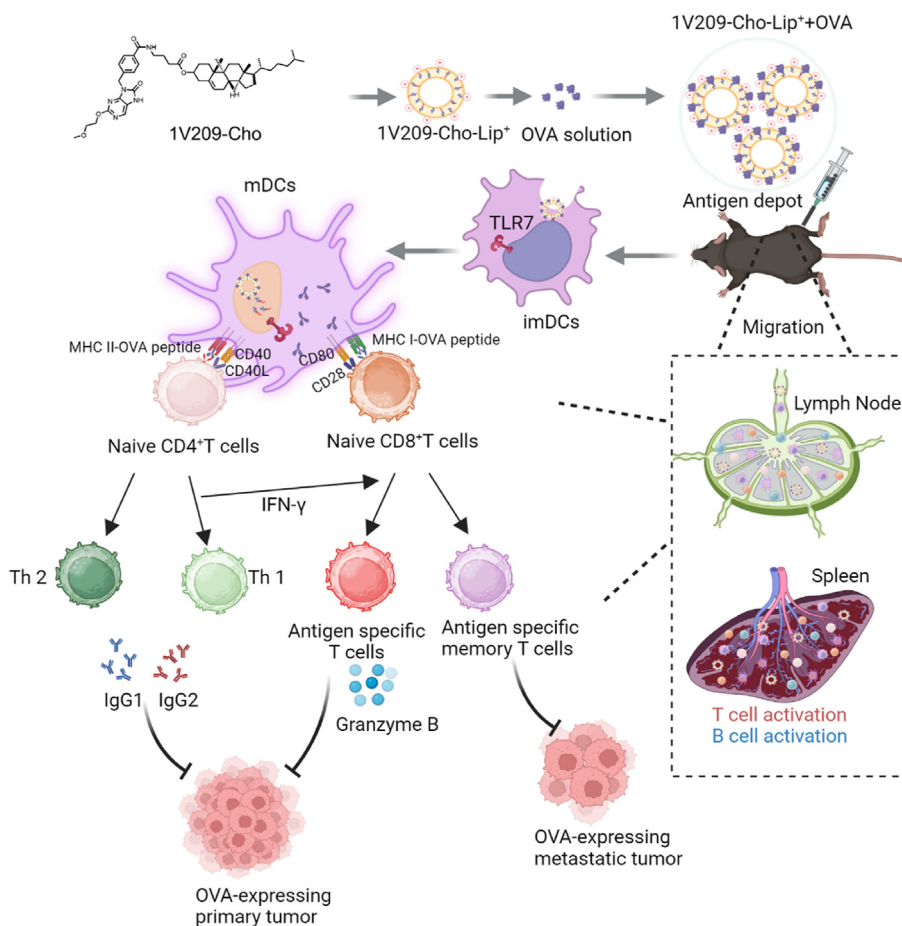 1V209-Cho-Lip⁺+OVA
1V209-Cho
1V209-Cho-Lip⁺
OVA solution
Antigen depot
mDCs
TLR7
imDCs
Migration
MHC II-OVA peptide
CD40
CD40L
CD80
MHC I-OVA peptide
CD28
Naive CD4⁺T cells
Naive CD8⁺T cells
Lymph Node
IFN-γ
Th 2
Th 1
Spleen
Antigen specific
T cells
Antigen specific
memory T cells
IgG1
IgG2
Granzyme B
T cell activation
B cell activation
OVA-expressing
metastatic tumor
OVA-expressing
primary tumor